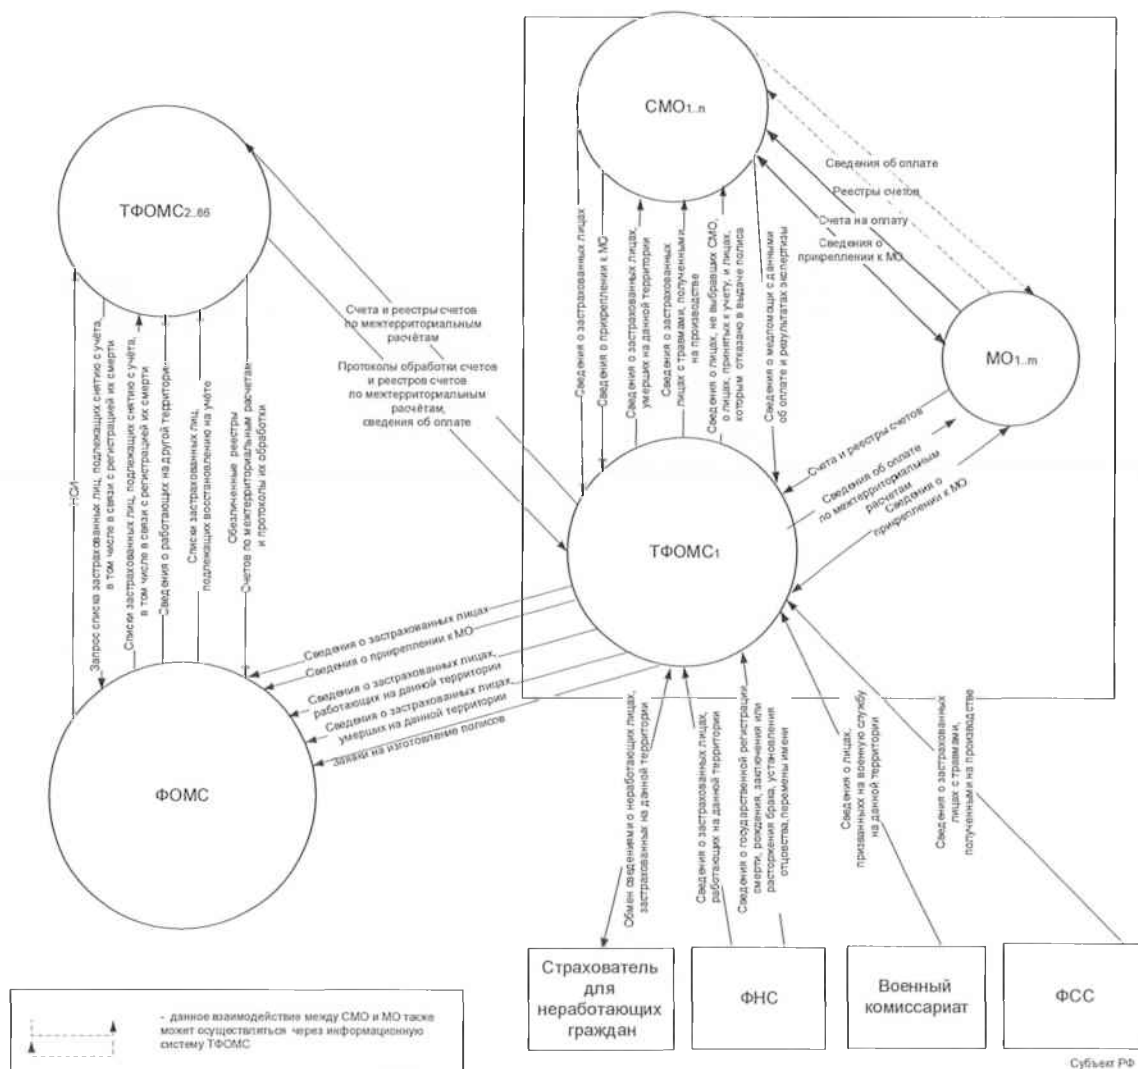 СМО1..n
ТФОМС2..86
Сведения об оплате
Реестры счетов
Счета на оплату
Сведения о
прикреплении к МО
МО1..m
Счета и реестры счетов
по межтерриториальным
расчётам
Протоколы обработки счетов
и реестров счетов
по межтерриториальным
расчётам,
сведения об оплате
Сведения о застрахованных лицах
Сведения о прикреплении к МО
Сведения о застрахованных лицах,
умерших на данной территории
Сведения о застрахованных
лицах с травмами, полученными
на производстве
Сведения о лицах, не выбравших СМО,
о лицах, принятых к учету, и лицах,
которым отказано в выдаче полиса
Сведения о медпомощи с данными
об оплате и результатах экспертизы
Счета и реестры счетов
Сведения об оплате
по межтерриториальным
расчетам
Сведения о
прикреплении к МО
ТФОМС1
НСИ
Запрос списка застрахованных лиц, подлежащих снятию с учёта,
в том числе в связи с регистрацией их смерти
Списки застрахованных лиц, подлежащих снятию с учёта,
в том числе в связи с регистрацией их смерти
Сведения о работающих на другой территории
Списки застрахованных лиц,
подлежащих восстановлению на учёте
Обезличенные реестры
Счетов по межтерриториальным расчетам
и протоколы их обработки
Сведения о застрахованных лицах
Сведения о прикреплении к МО
Сведения о застрахованных лицах,
работающих на данной территории
Сведения о застрахованных лицах,
умерших на данной территории
Заявки на изготовление полисов
ФОМС
Обмен сведениями о неработающих лицах,
застрахованных на данной территории
Сведения о застрахованных лицах,
работающих на данной территории
Сведения о государственной регистрации
смерти, рождения, заключения или
расторжения брака, установления
отцовства, перемены имени
Сведения о лицах,
призванных на военную службу
на данной территории
Сведения о застрахованных
лицах с травмами,
полученными на производстве
Страхователь
для
неработающих
граждан
ФНС
Военный
комиссариат
ФСС
- данное взаимодействие между СМО и МО также
может осуществляться через информационную
систему ТФОМС
Субъект РФ